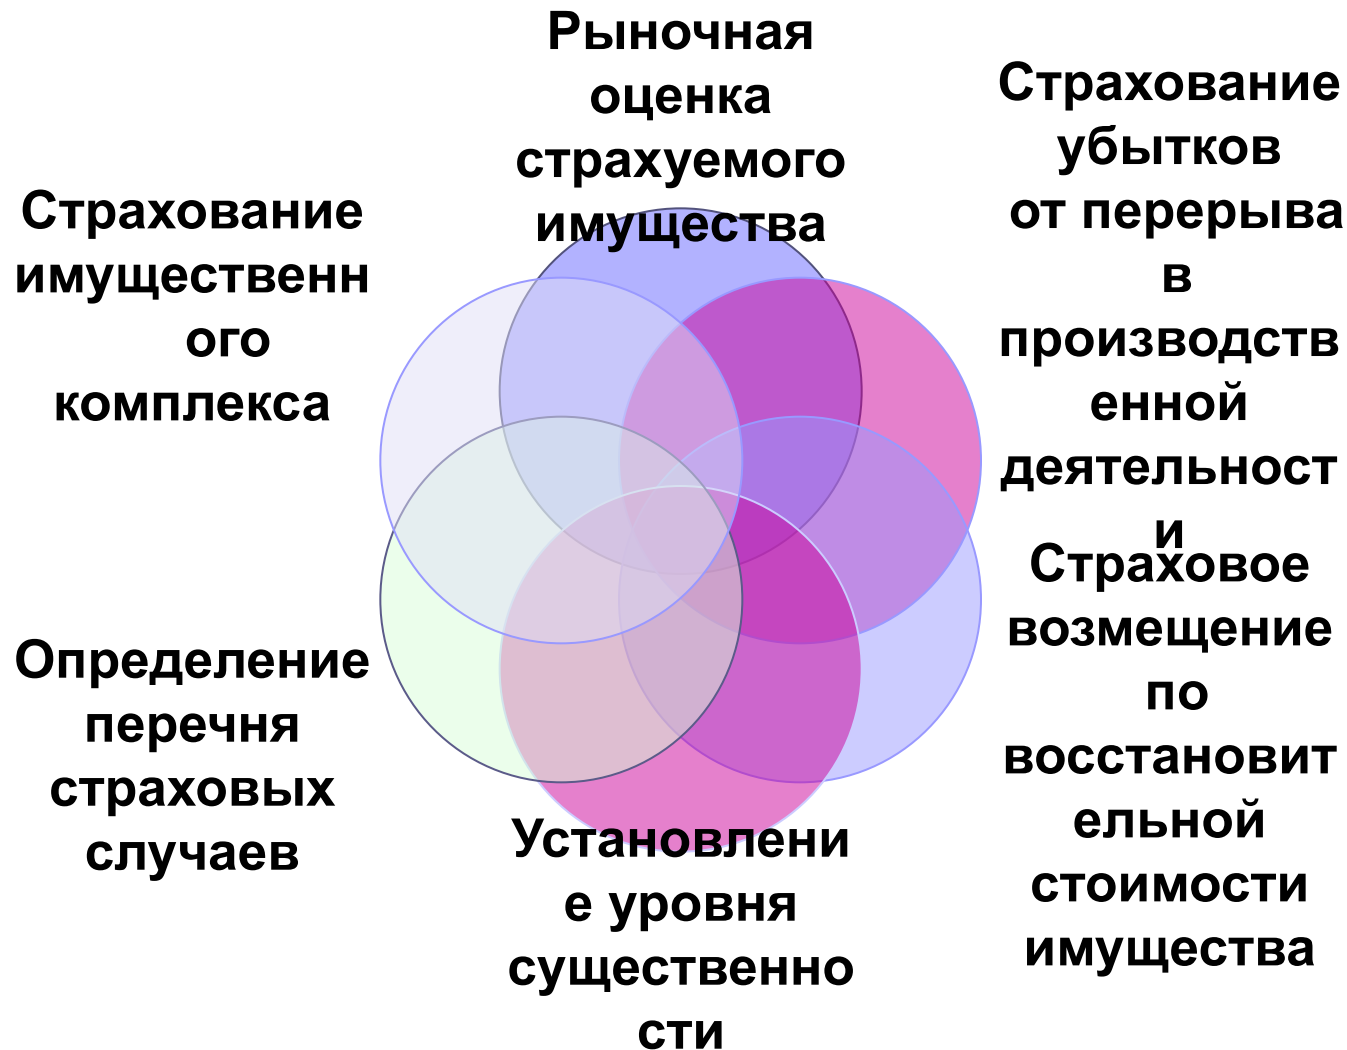 Рыночная
оценка
страхуемого
имущества
Страхование
убытков
от перерыва
в
производств
енной
деятельност
и
Страховое
возмещение
по
восстановит
ельной
стоимости
имущества
Установлени
е уровня
существенно
сти
Определение
перечня
страховых
случаев
Страхование
имущественн
ого
комплекса